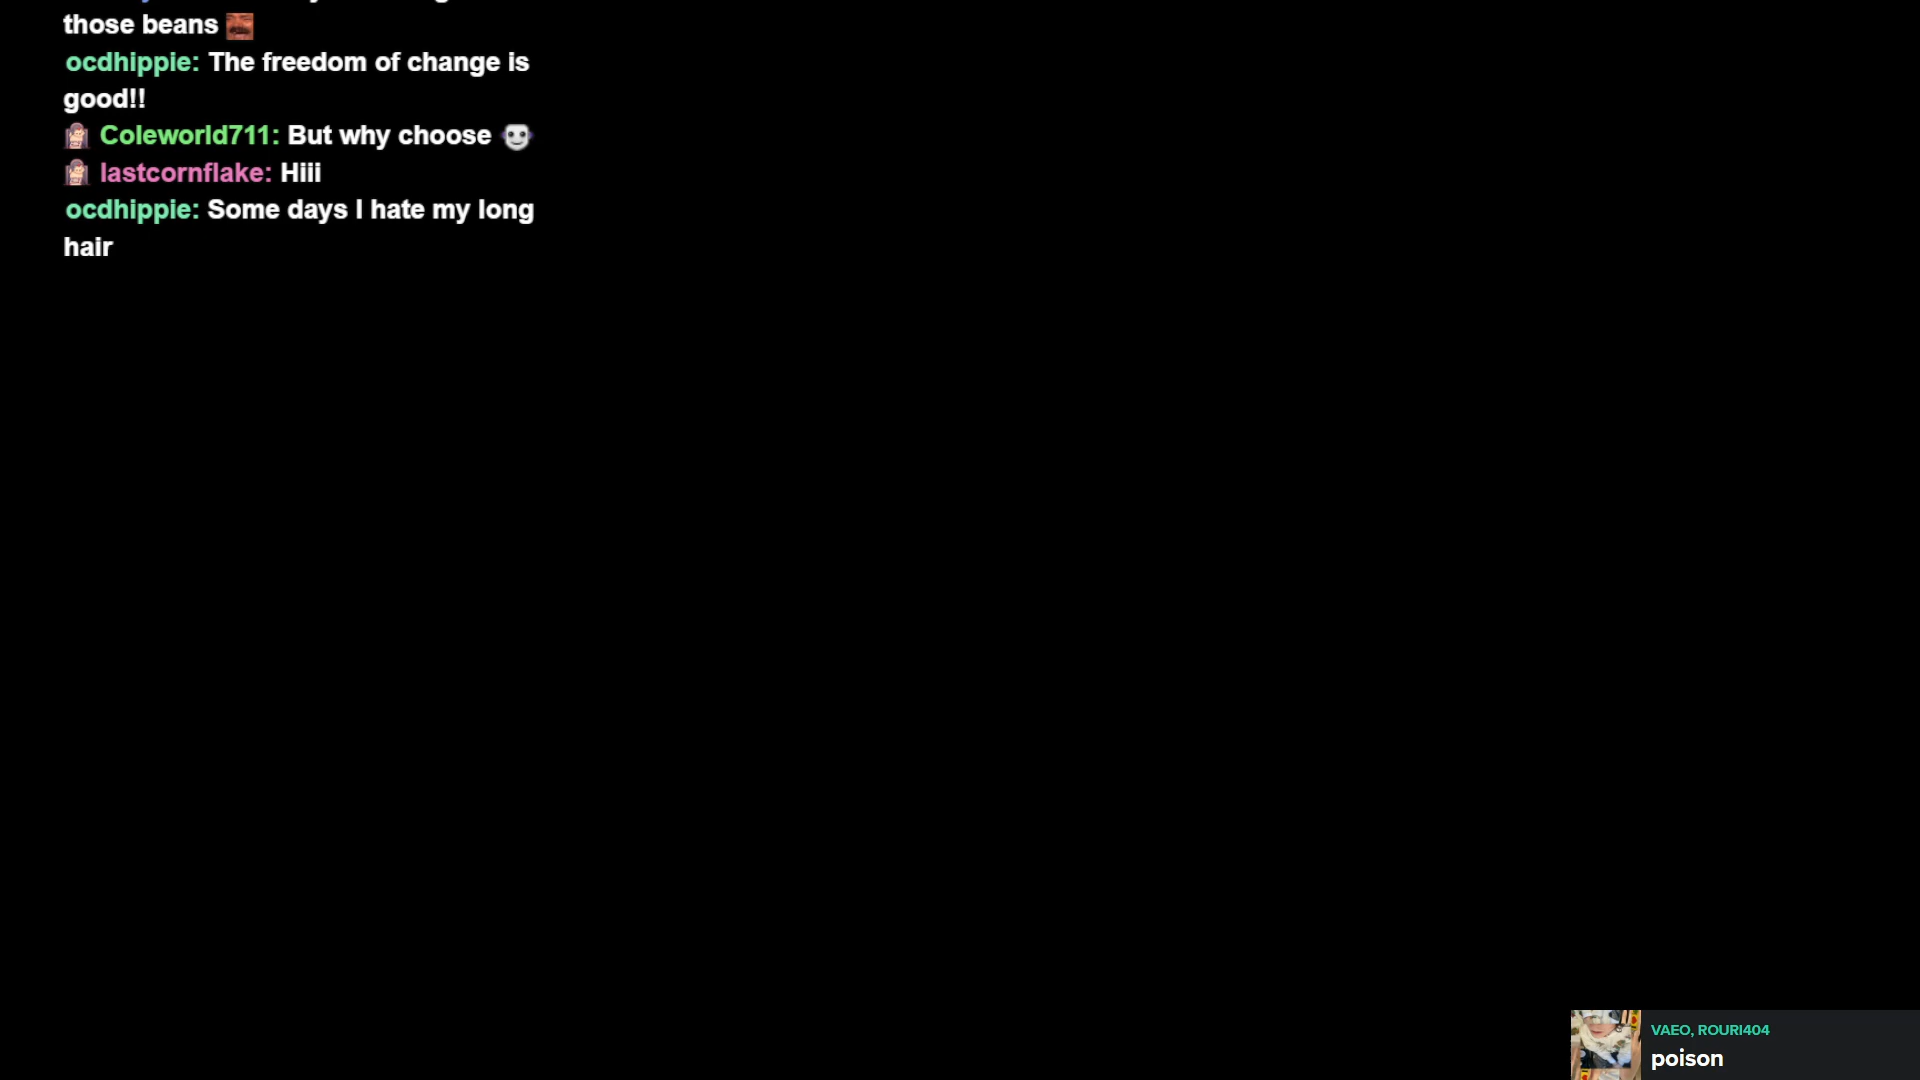 those beans
ocdhippie: The freedom of change is
good!!
Coleworld711: But why choose
lastcornflake: Hiii
ocdhippie: Some days I hate my long
hair
VAEO, ROURI404
poison